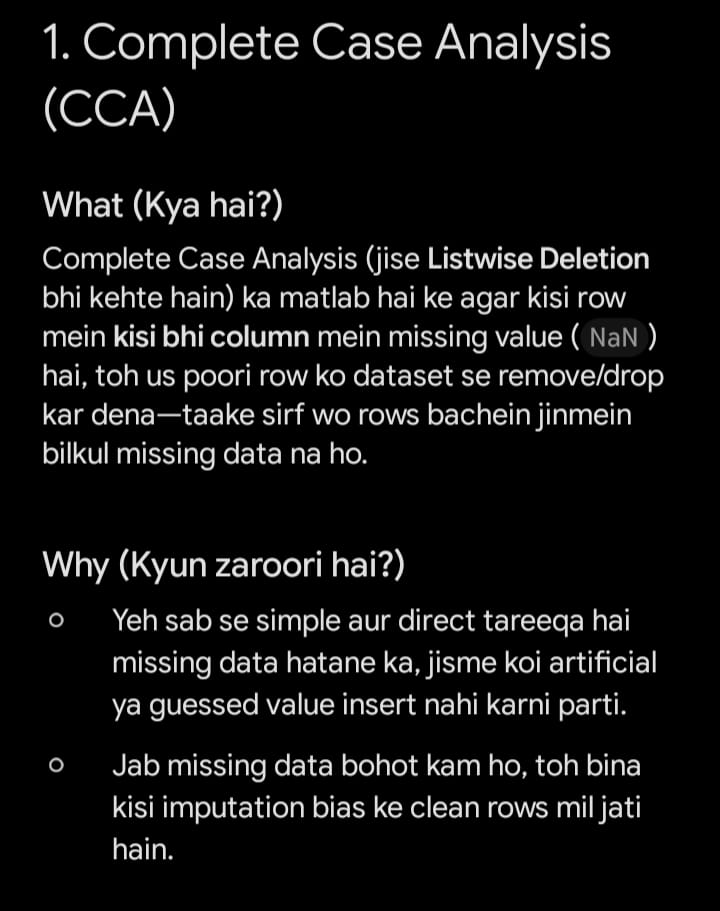 1. Complete Case Analysis
(CCA)
What (Kya hai?)
Complete Case Analysis (jise Listwise Deletion
bhi kehte hain) ka matlab hai ke agar kisi row
mein kisi bhi column mein missing value ( NaN )
hai, toh us poori row ko dataset se remove/drop
kar dena—taake sirf wo rows bachein jinmein
bilkul missing data na ho.
Why (Kyun zaroori hai?)
○ Yeh sab se simple aur direct tareeqa hai
missing data hatane ka, jisme koi artificial
ya guessed value insert nahi karni parti.
○ Jab missing data bohot kam ho, toh bina
kisi imputation bias ke clean rows mil jati
hain.